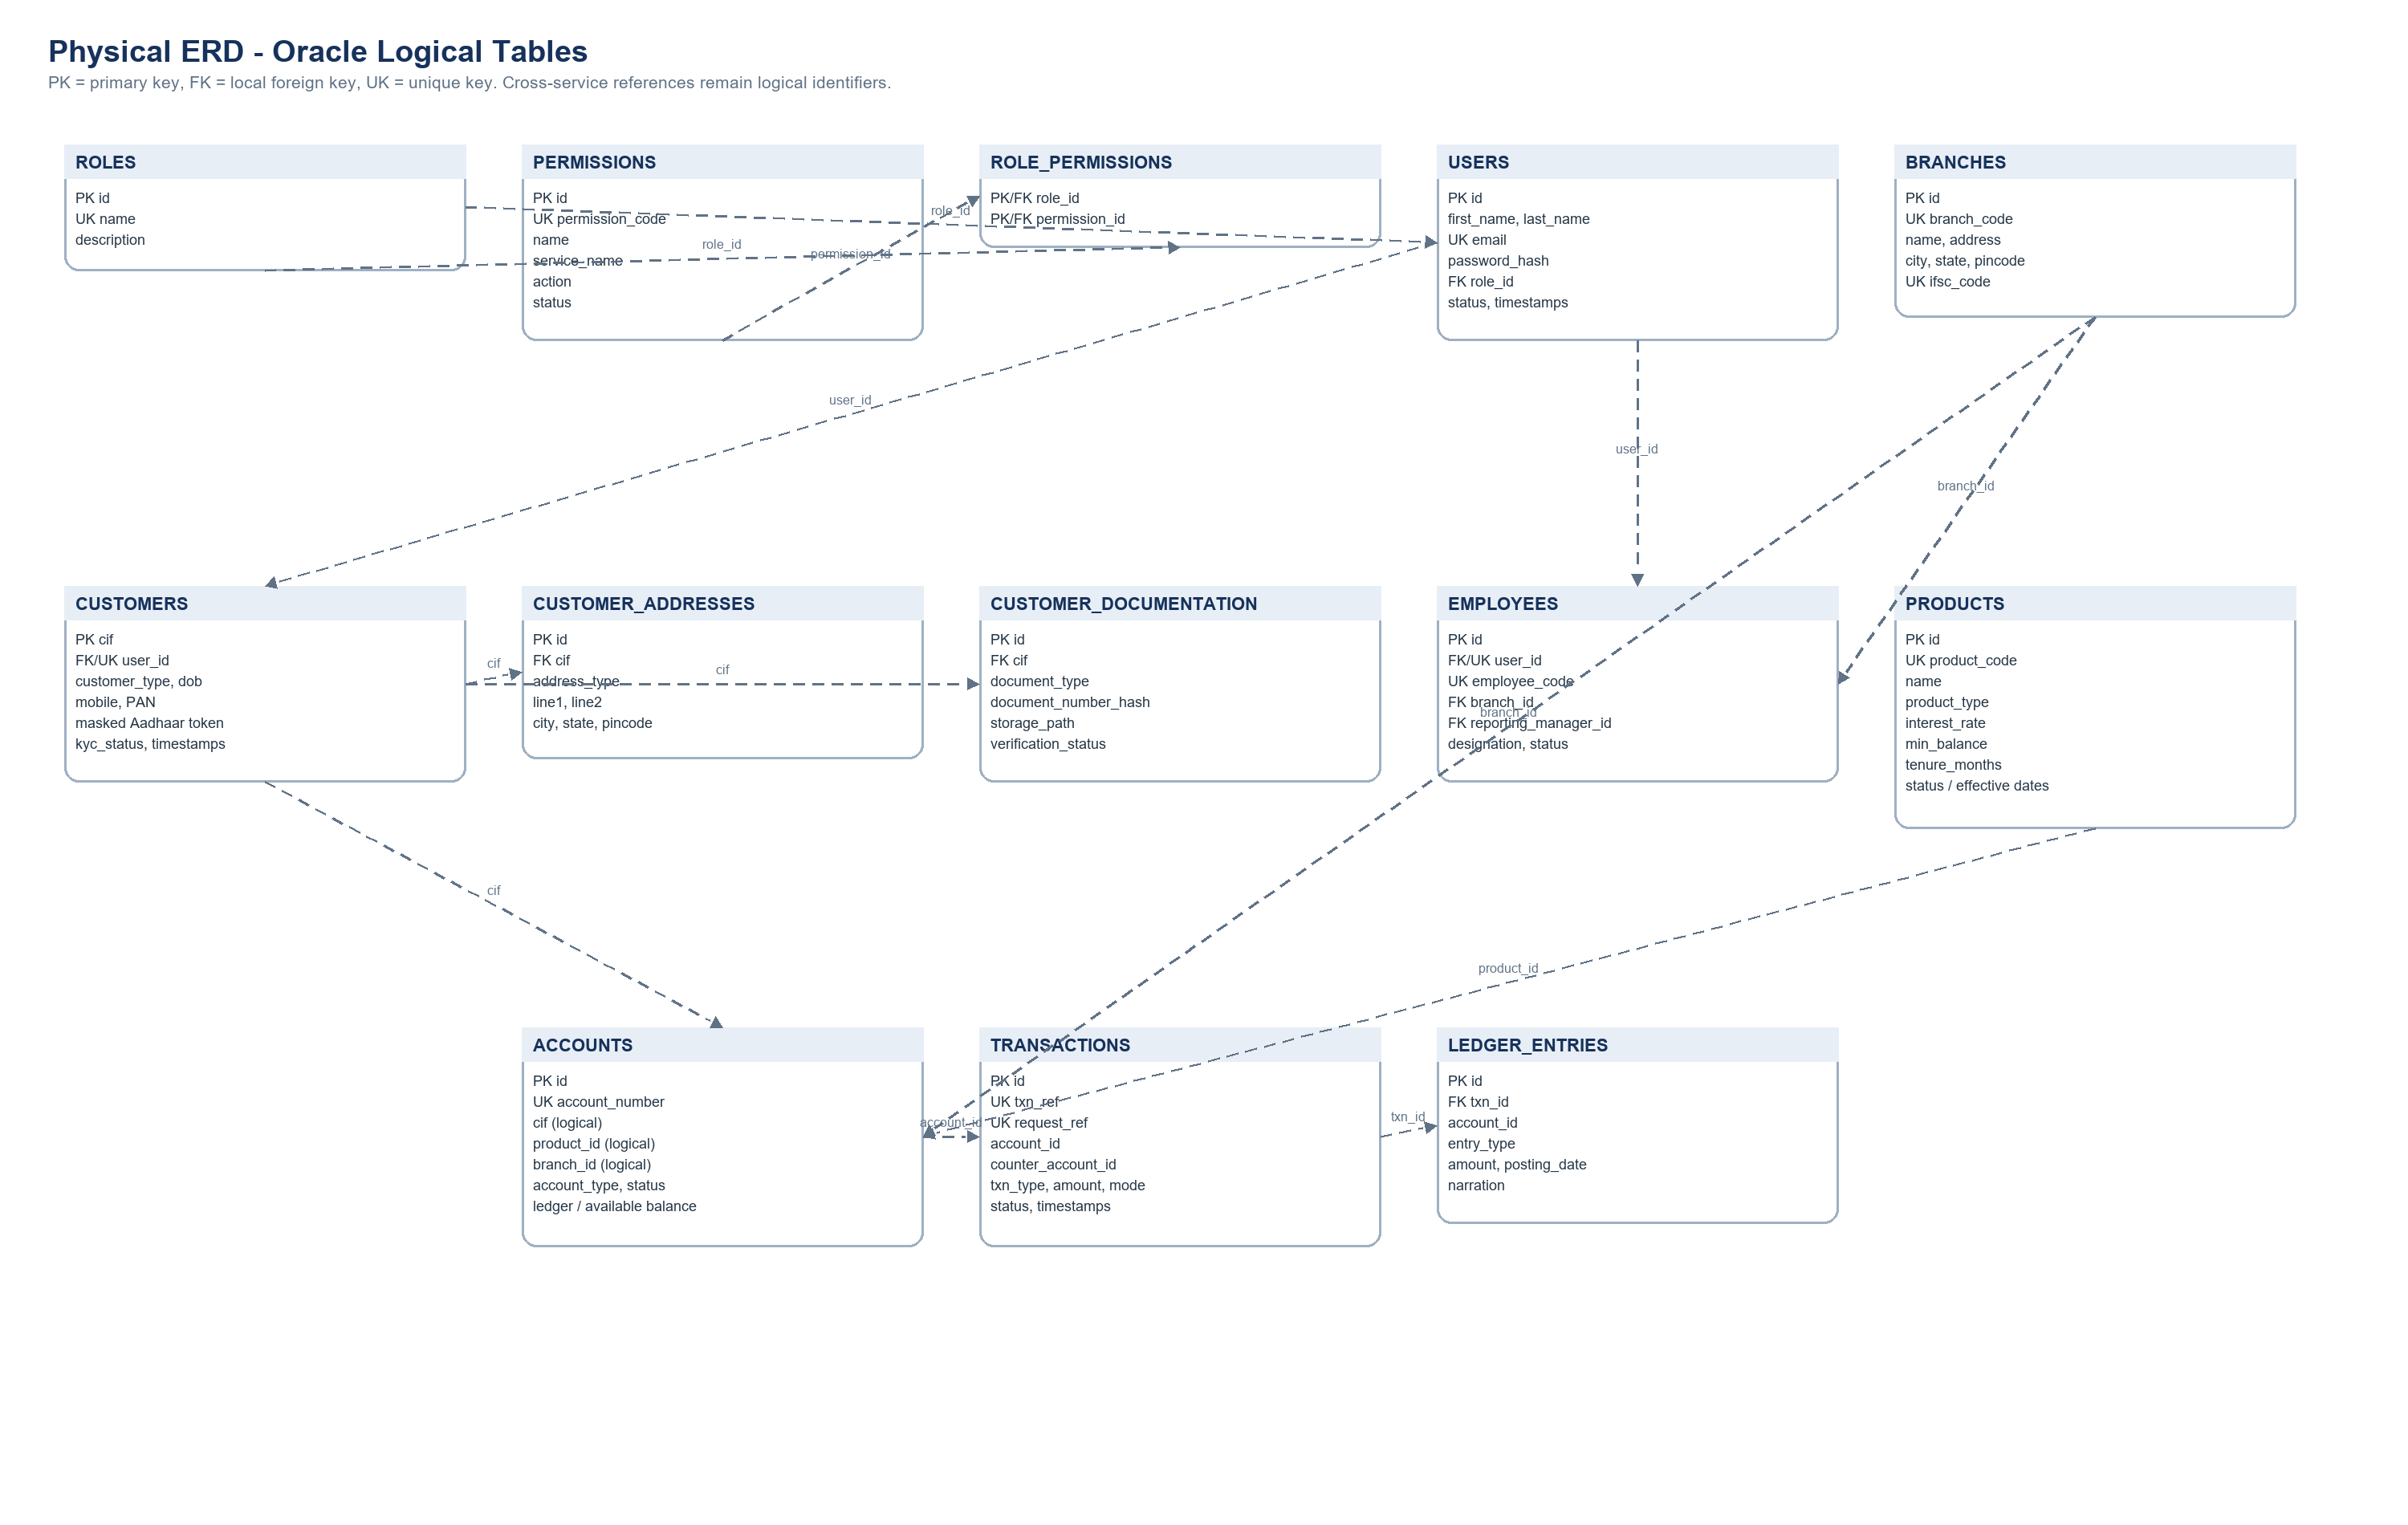 Physical ERD - Oracle Logical Tables
PK = primary key, FK = local foreign key, UK = unique key. Cross-service references remain logical identifiers.
ROLES
PK id
UK name
description
PERMISSIONS
PK id
UK permission_code
name
service_name
action
status
ROLE_PERMISSIONS
PK/FK role_id
PK/FK permission_id
USERS
PK id
first_name, last_name
UK email
password_hash
FK role_id
status, timestamps
BRANCHES
PK id
UK branch_code
name, address
city, state, pincode
UK ifsc_code
role_id
role_id
permission_id
user_id
user_id
branch_id
CUSTOMERS
PK cif
FK/UK user_id
customer_type, dob
mobile, PAN
masked Aadhaar token
kyc_status, timestamps
cif
CUSTOMER_ADDRESSES
PK id
FK cif
address_type
line1, line2
city, state, pincode
cif
CUSTOMER_DOCUMENTATION
PK id
FK cif
document_type
document_number_hash
storage_path
verification_status
EMPLOYEES
PK id
FK/UK user_id
UK employee_code
FK branch_id
branch_id
FK reporting_manager_id
designation, status
PRODUCTS
PK id
UK product_code
name
product_type
interest_rate
min_balance
tenure_months
status / effective dates
cif
product_id
ACCOUNTS
PK id
UK account_number
cif (logical)
product_id (logical)
branch_id (logical)
account_type, status
ledger / available balance
account_id
TRANSACTIONS
PK id
UK txn_ref
UK request_ref
account_id
counter_account_id
txn_type, amount, mode
status, timestamps
txn_id
LEDGER_ENTRIES
PK id
FK txn_id
account_id
entry_type
amount, posting_date
narration